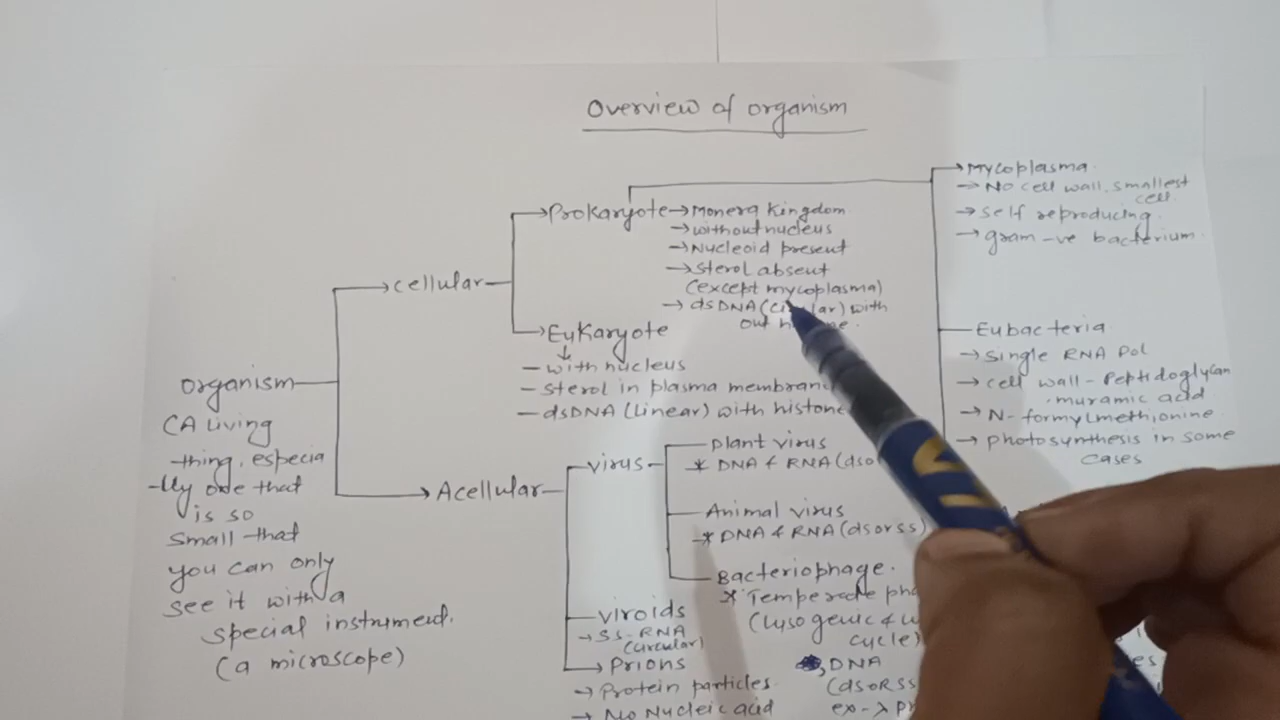 Overview of organism
Organism
(A Living
thing, especia
-lly one that
is so
small that
you can only
see it with a
special instrument.
(a microscope)
Cellular
Prokaryote → Monera Kingdom
→ without nucleus
→ Nucleoid present
→ Sterol absent
(except mycoplasma)
→ dsDNA (
with
out
Eukaryote
- with nucleus
- sterol in plasma
- dsDNA (Linear) with histone
Mycoplasma
→ No cell wall, smallest
cell.
→ Self reproducing.
→ gram -ve bacterium.
Eubacteria
→ Single RNA Pol
→ cell wall - Peptidoglycan
muramic acid
→ N- formylmethionine
→ Photosynthesis in some
cases
Acellular
Virus
Plant virus
* DNA & RNA
Animal virus
* DNA & RNA (ds or ss)
Bacteriophage.
* Temperate
(lysogenic &
cycle)
DNA
(ds OR SS
ex - λ
Viroids
→ SS-RNA
(circular)
Prions
→ Protein particles.
→ No Nucleic acid